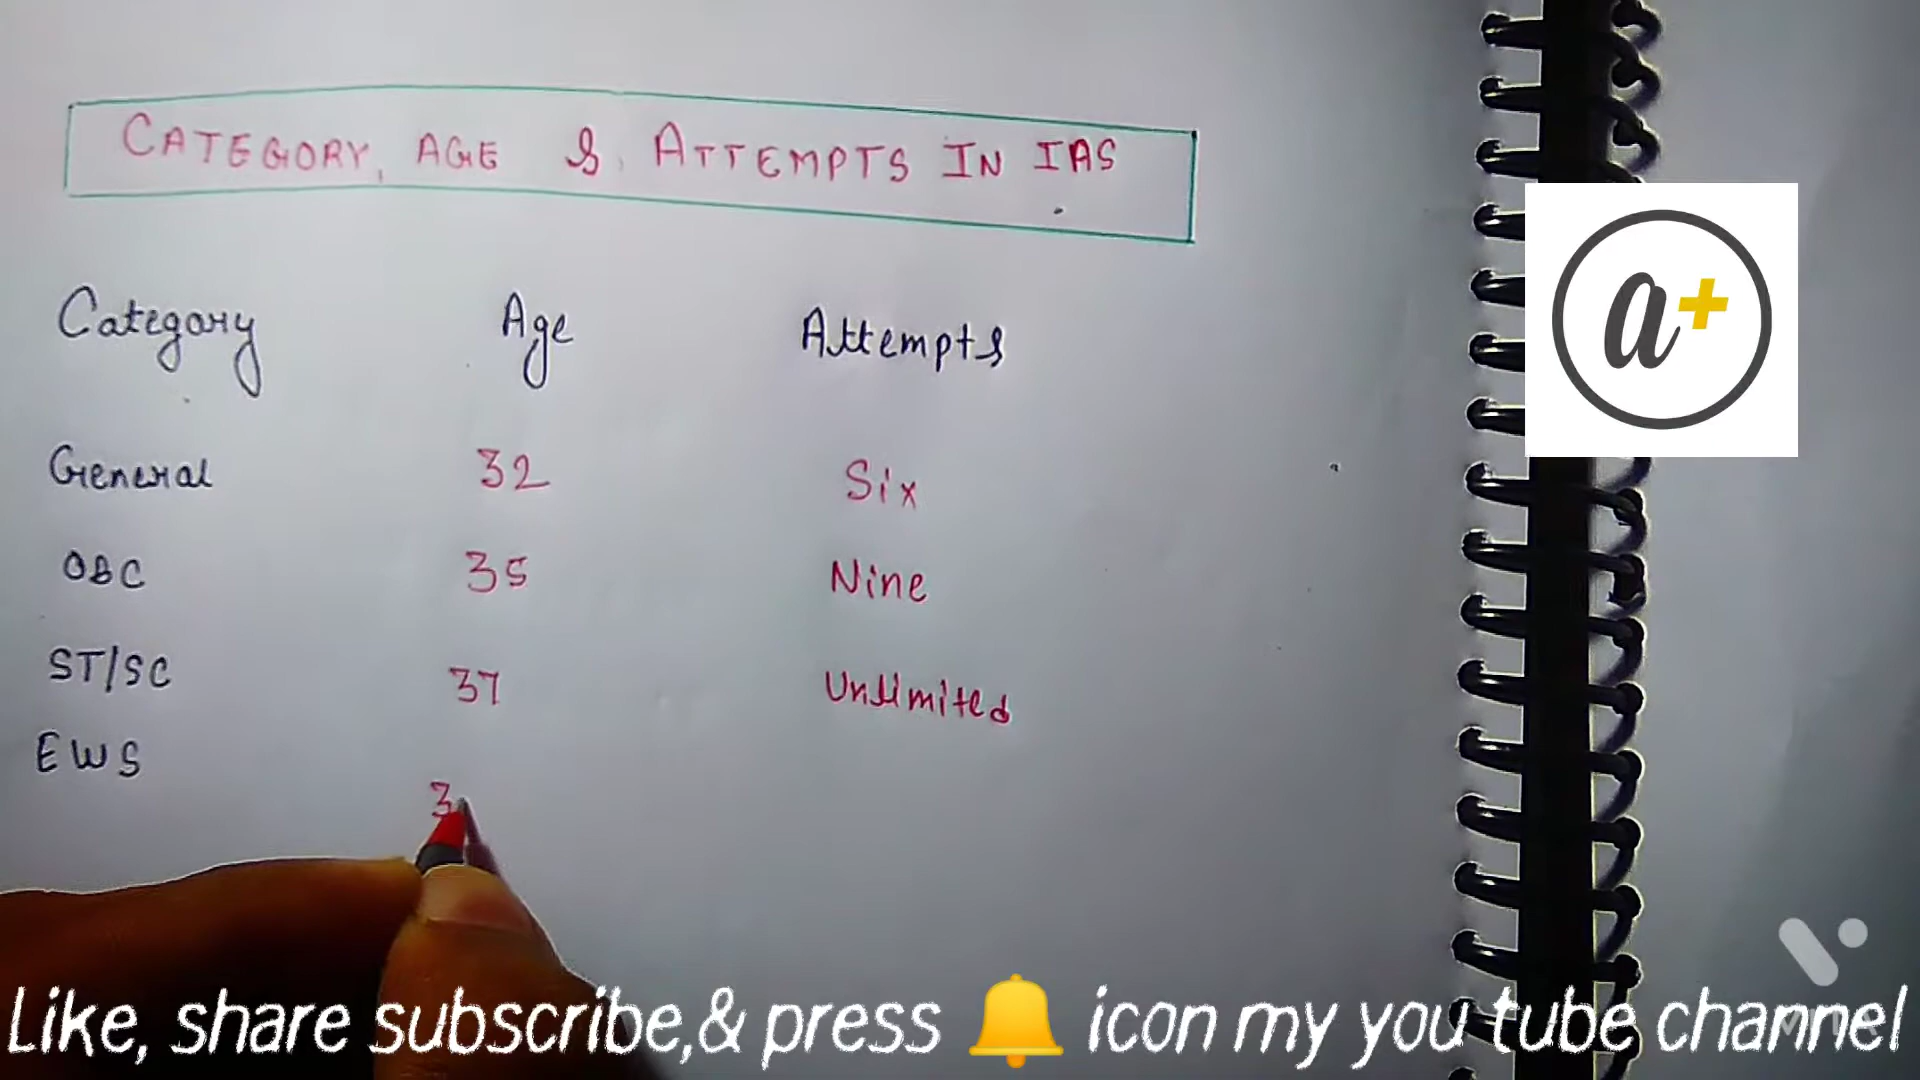 CATEGORY, AGE & ATTEMPTS IN IAS
a+
Category Age Attempts
General 32 Six
OBC 35 Nine
ST/SC 37 Unlimited
EWS
3
Like, share subscribe,& press 🔔 icon my you tube channel